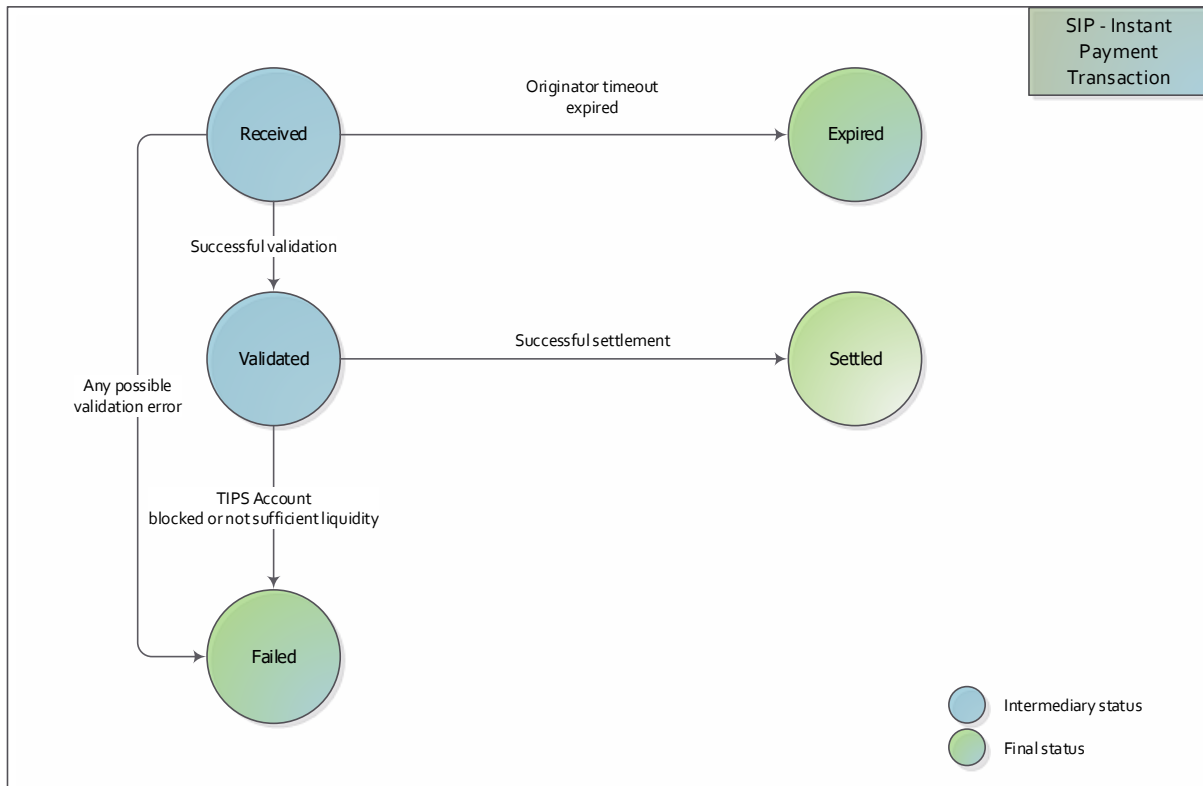 SIP - Instant
Payment
Transaction
Originator timeout
expired
Received
Expired
Successful validation
Successful settlement
Validated
Settled
Any possible
validation error
TIPS Account
blocked or not sufficient liquidity
Failed
Intermediary status
Final status